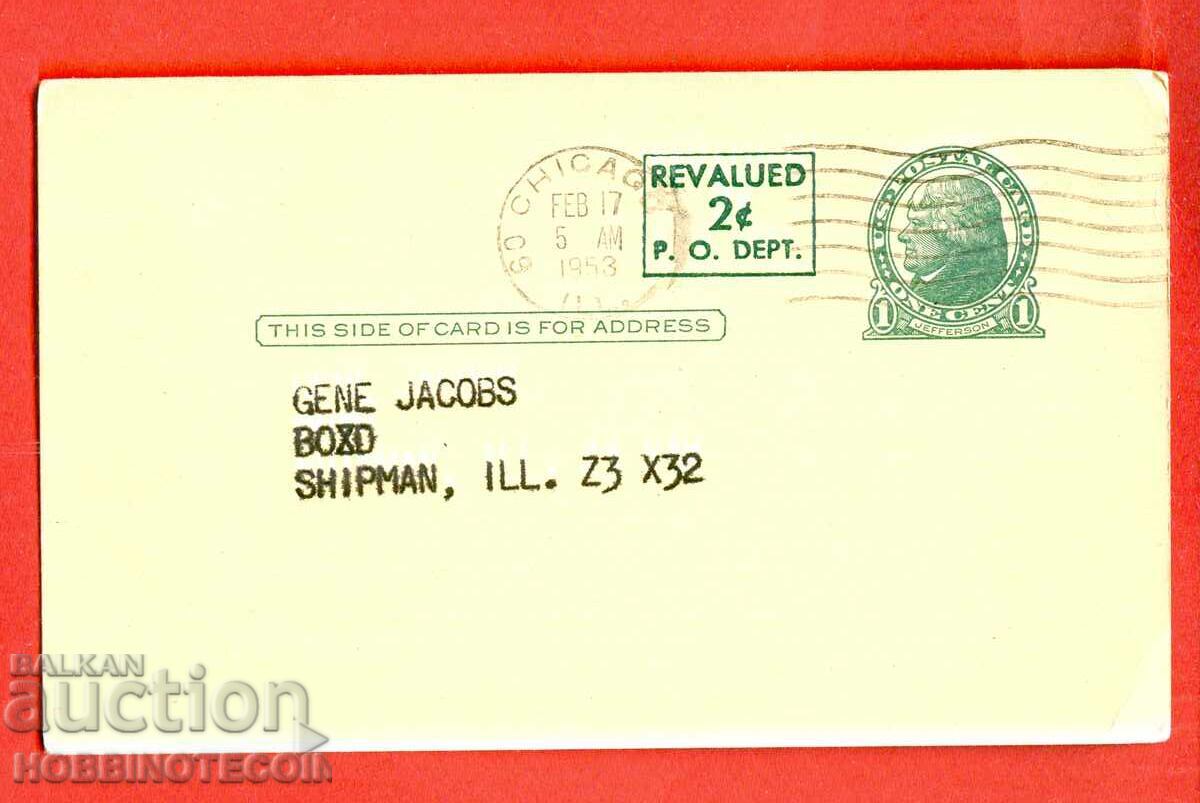 CHICAGO
FEB 17
5 AM
1953
REVALUED
2¢
P. O. DEPT.
U.S. POSTAL CARD
ONE CENT
1 JEFFERSON 1
THIS SIDE OF CARD IS FOR ADDRESS
GENE JACOBS
SHIPMAN, ILL. Z3 X32
BALKAN
auction
HOBBINOTECOIN